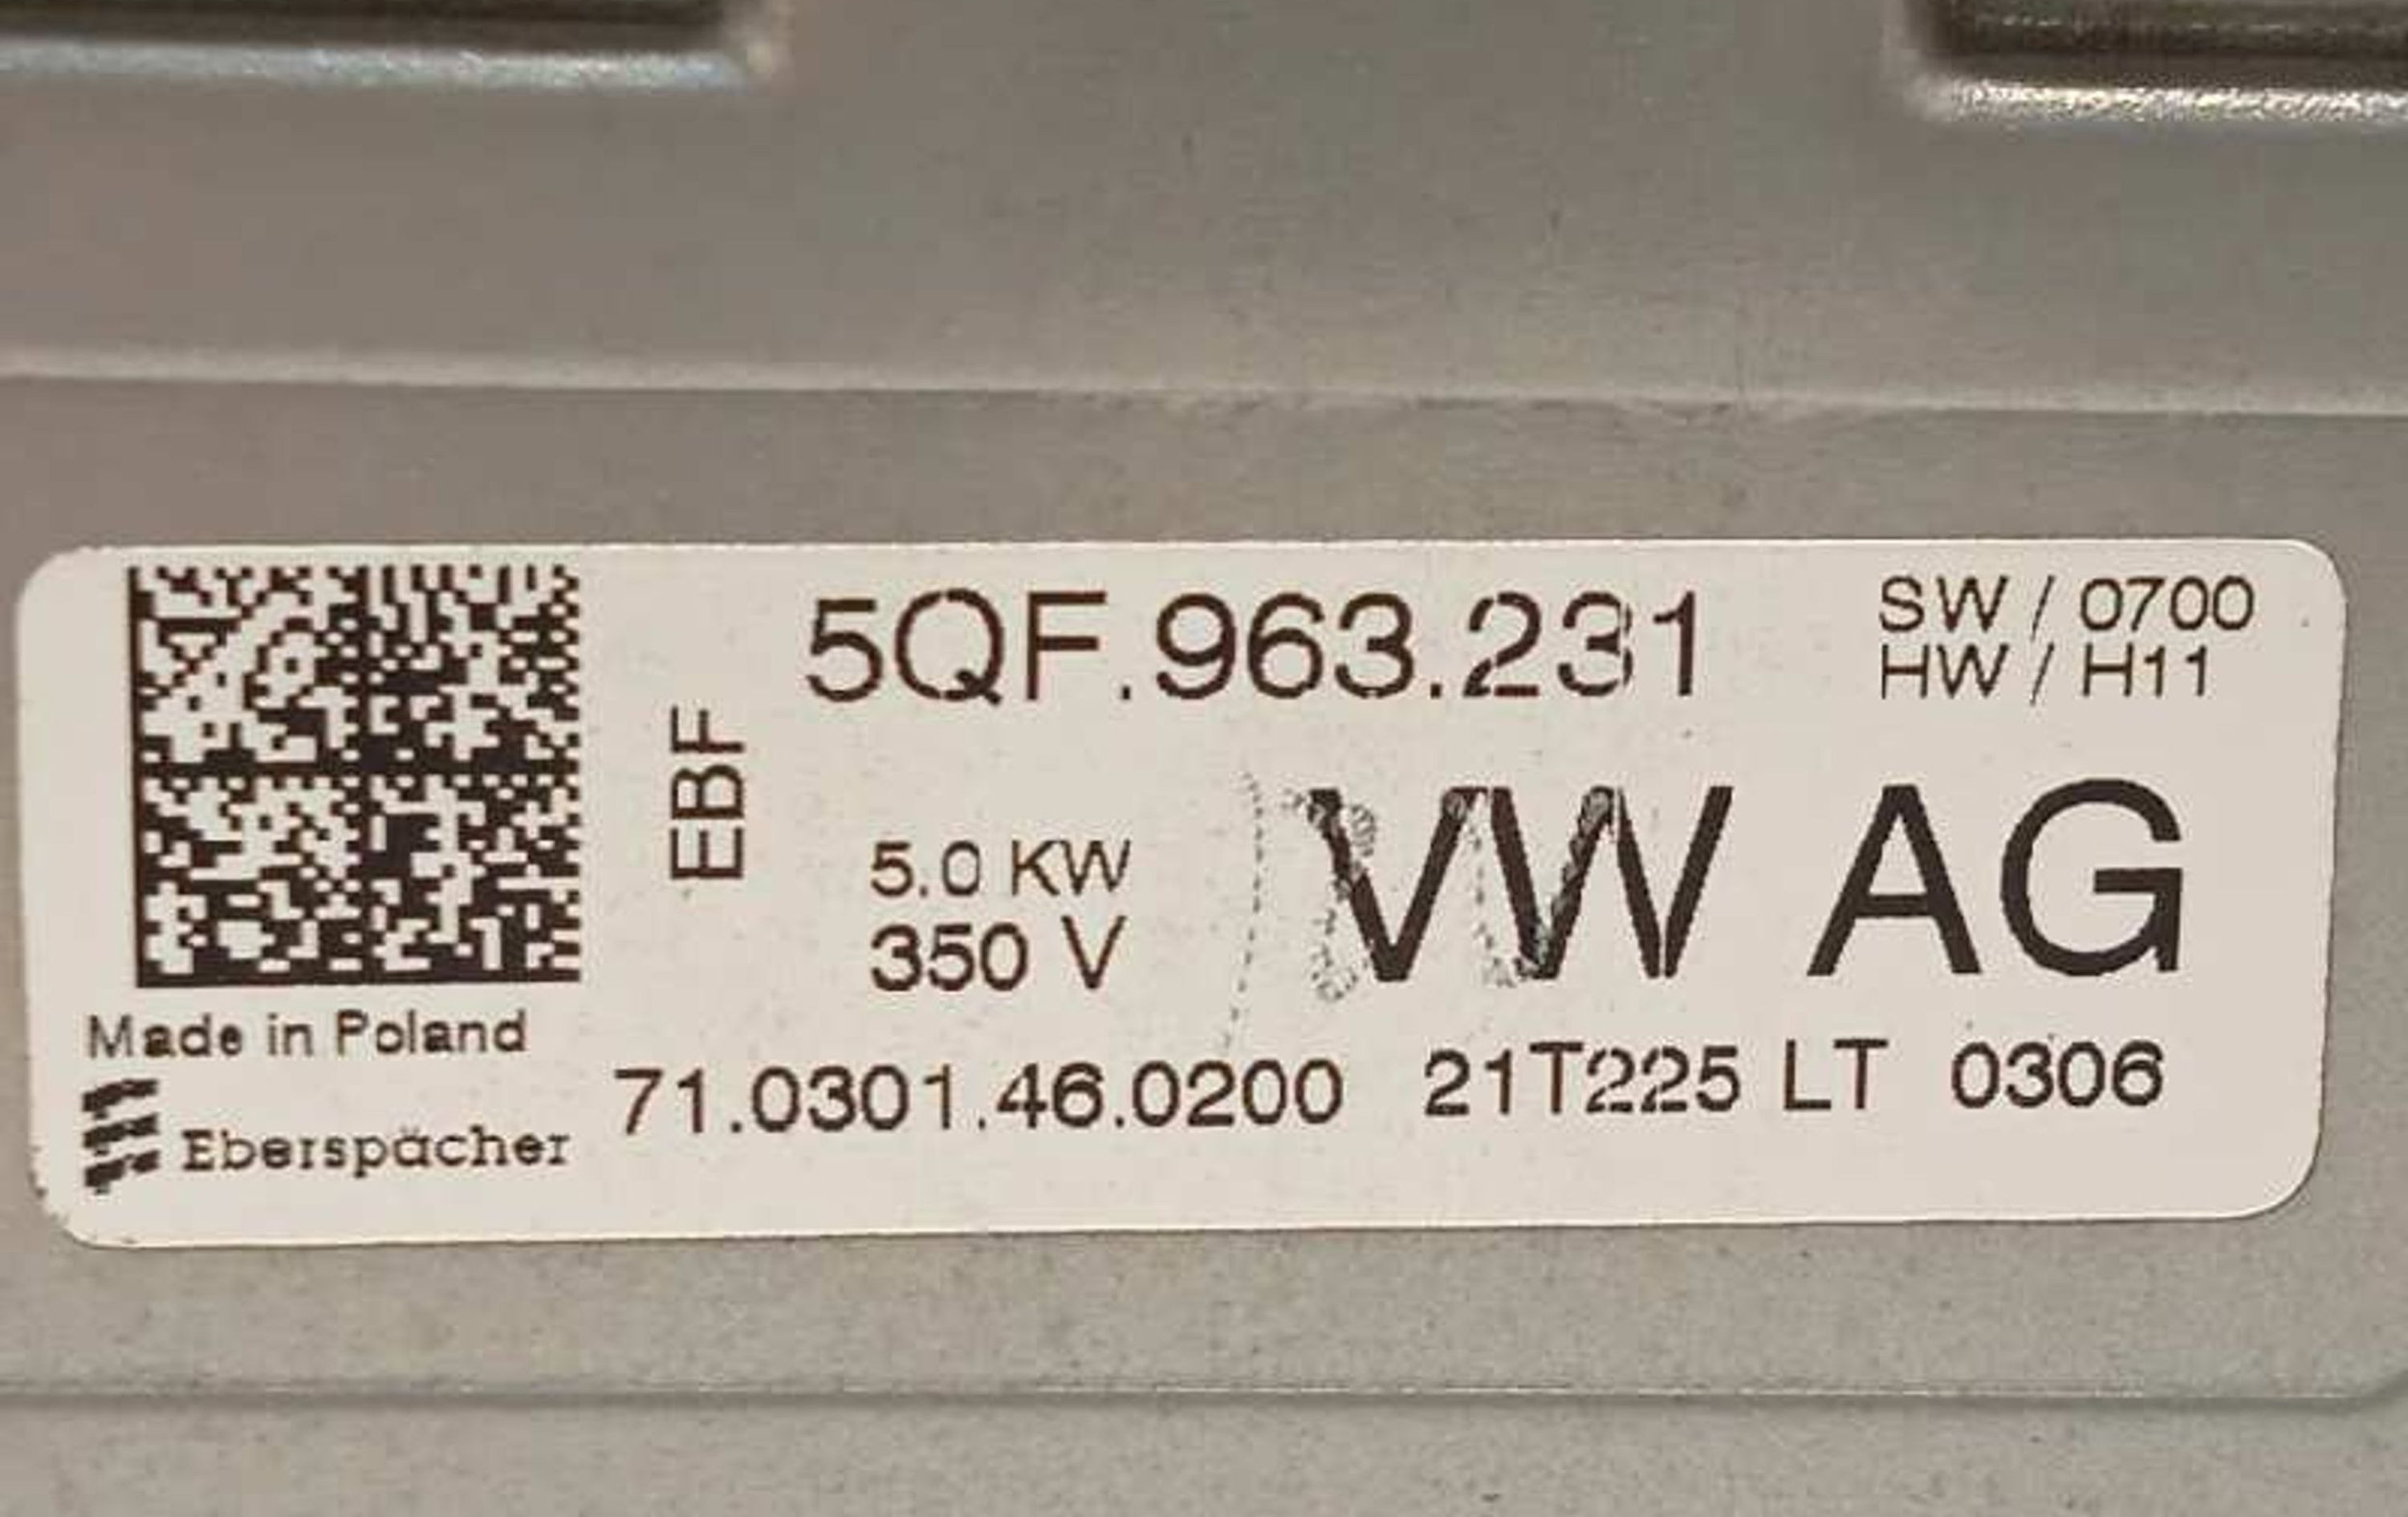 5QF.963.231
SW / 0700
HW / H11
EBF
5.0 KW
350 V
VW AG
Made in Poland
Eberspächer
71.0301.46.0200 21T225 LT 0306